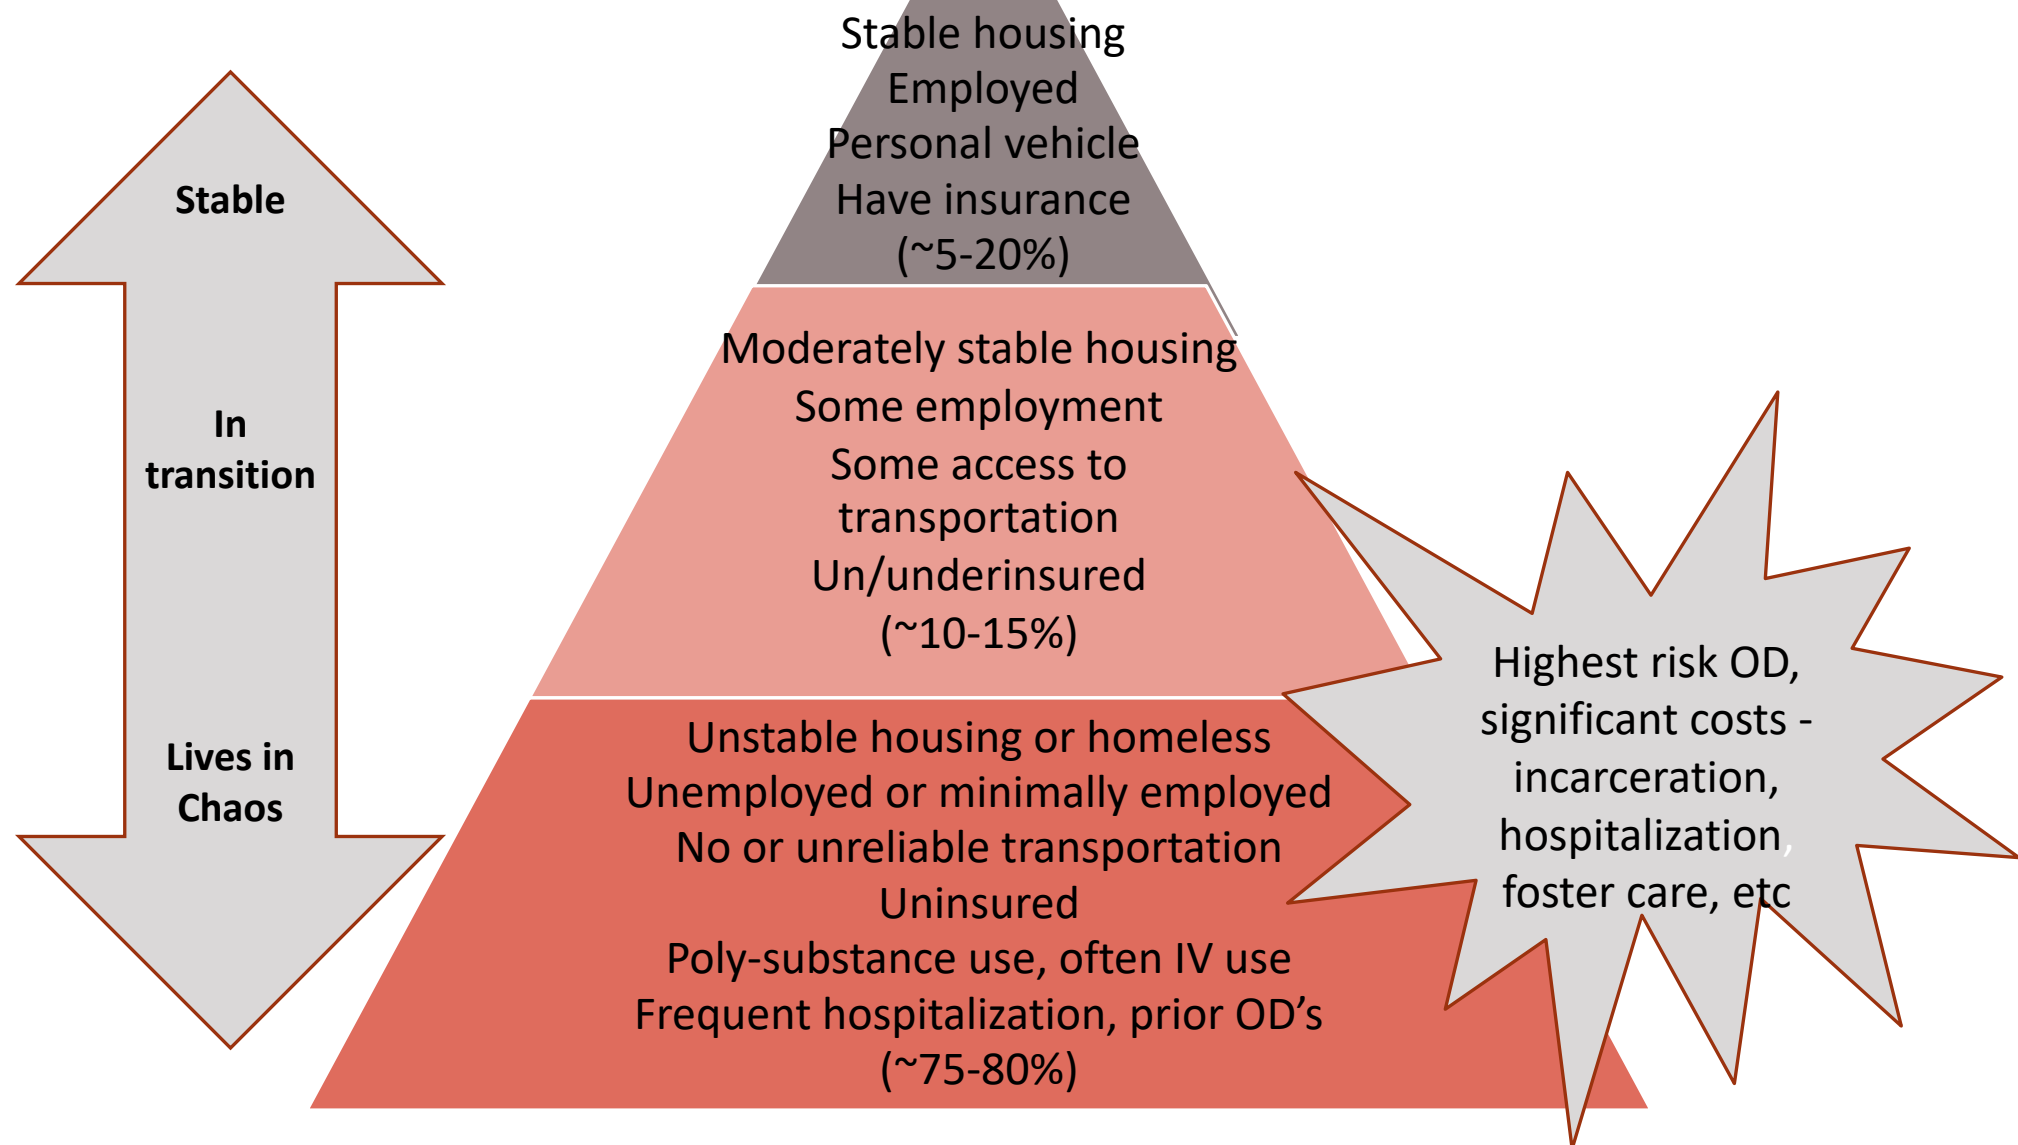 Stable
In
transition
Lives in
Chaos
Stable housing
Employed
Personal vehicle
Have insurance
(~5-20%)
Moderately stable housing
Some employment
Some access to
transportation
Un/underinsured
(~10-15%)
Unstable housing or homeless
Unemployed or minimally employed
No or unreliable transportation
Uninsured
Poly-substance use, often IV use
Frequent hospitalization, prior OD’s
(~75-80%)
Highest risk OD,
significant costs -
incarceration,
hospitalization,
foster care, etc